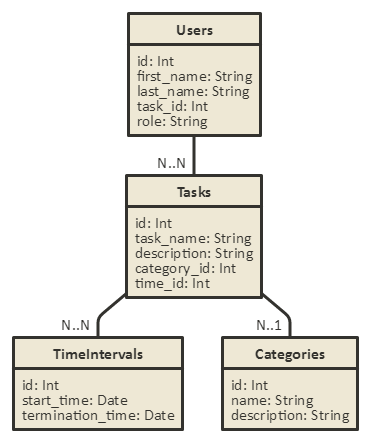 Users
id: Int
first_name: String
last_name: String
task_id: Int
role: String
N..N
Tasks
id: Int
task_name: String
description: String
category_id: Int
time_id: Int
N..N
N..1
TimeIntervals
id: Int
start_time: Date
termination_time: Date
Categories
id: Int
name: String
description: String